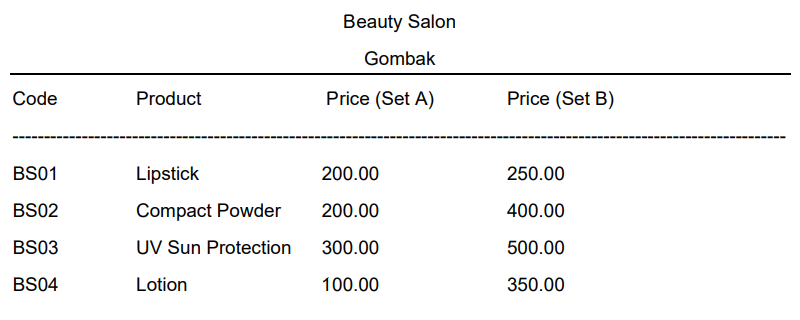 Beauty Salon
Gombak
Code Product Price (Set A) Price (Set B)
--------------------------------------------------------------------------------------------------------------------------------
BS01 Lipstick 200.00 250.00
BS02 Compact Powder 200.00 400.00
BS03 UV Sun Protection 300.00 500.00
BS04 Lotion 100.00 350.00